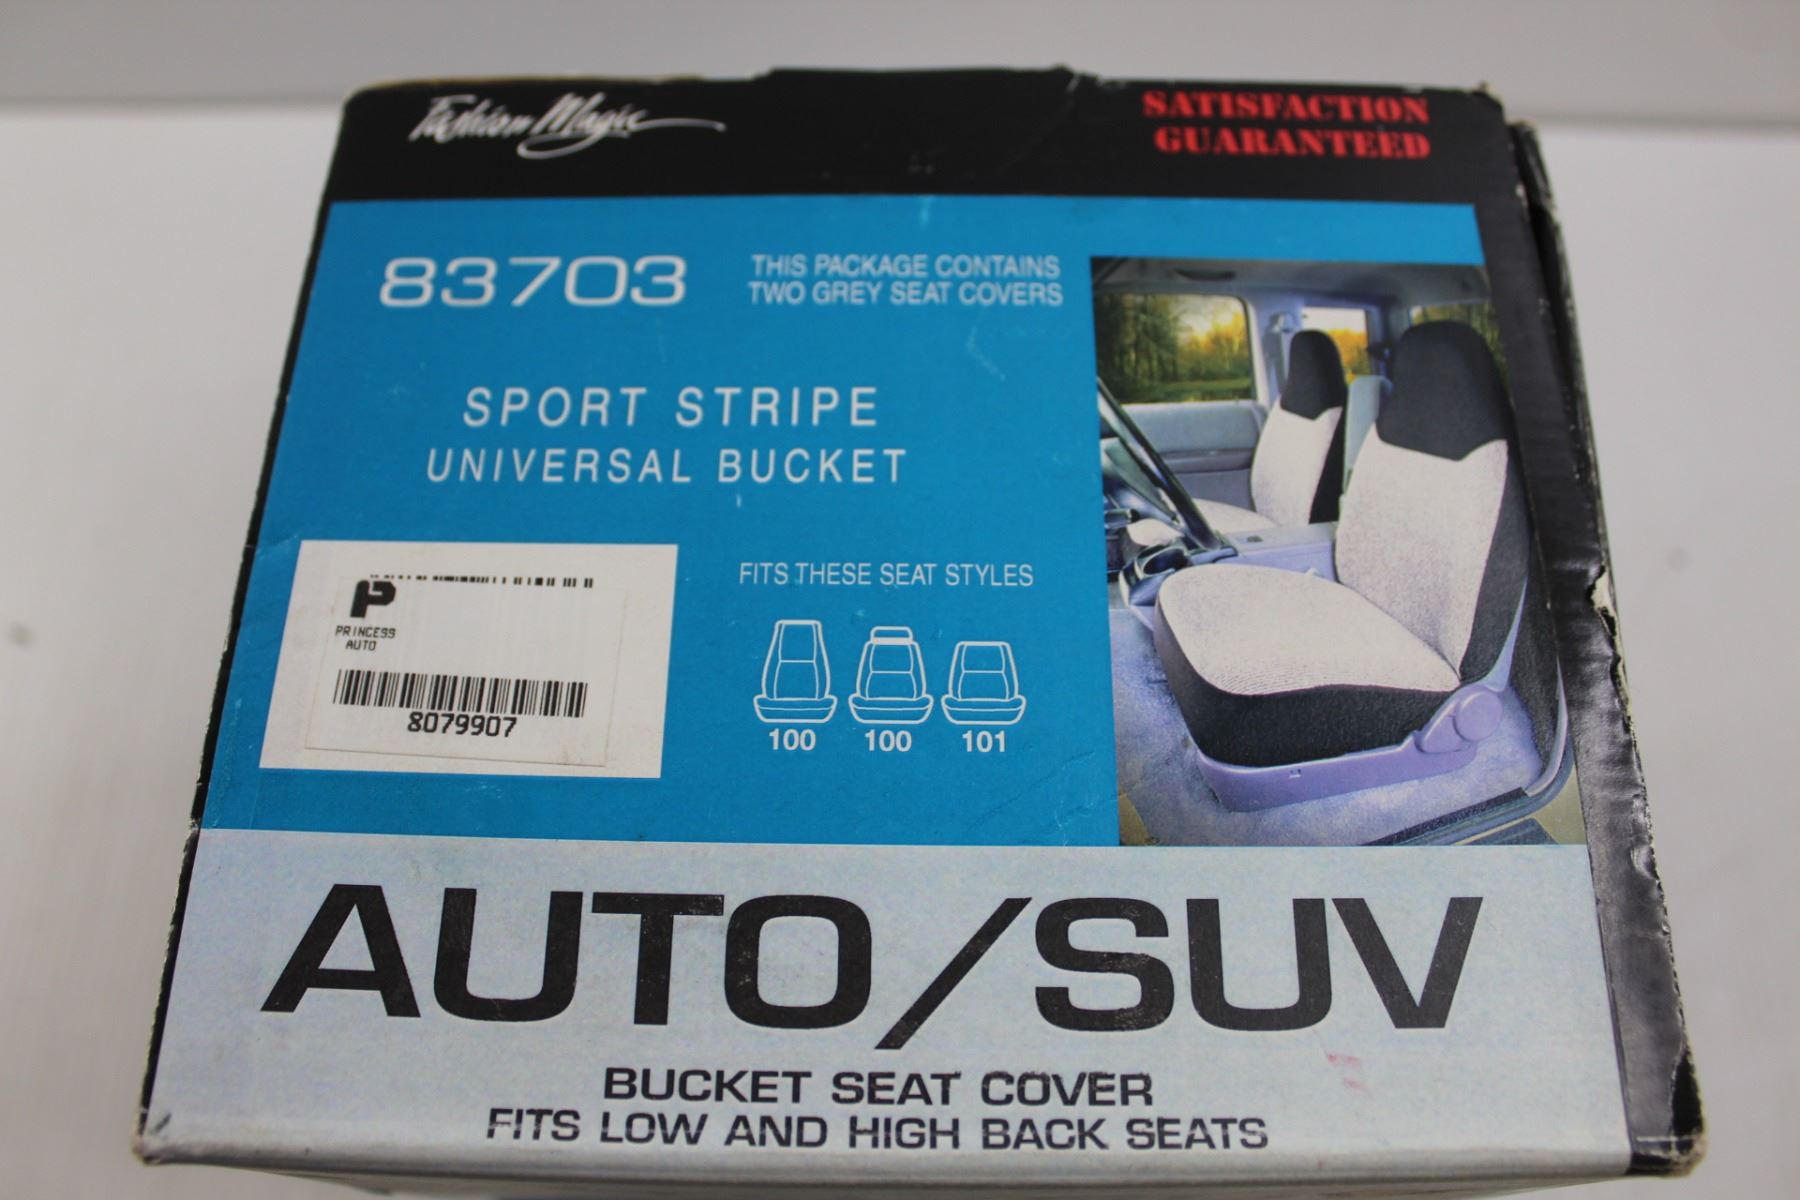 Fashion Magic
SATISFACTION
GUARANTEED
83703
THIS PACKAGE CONTAINS
TWO GREY SEAT COVERS
SPORT STRIPE
UNIVERSAL BUCKET
PRINCESS
AUTO
8079907
FITS THESE SEAT STYLES
100 100 101
AUTO/SUV
BUCKET SEAT COVER
FITS LOW AND HIGH BACK SEATS